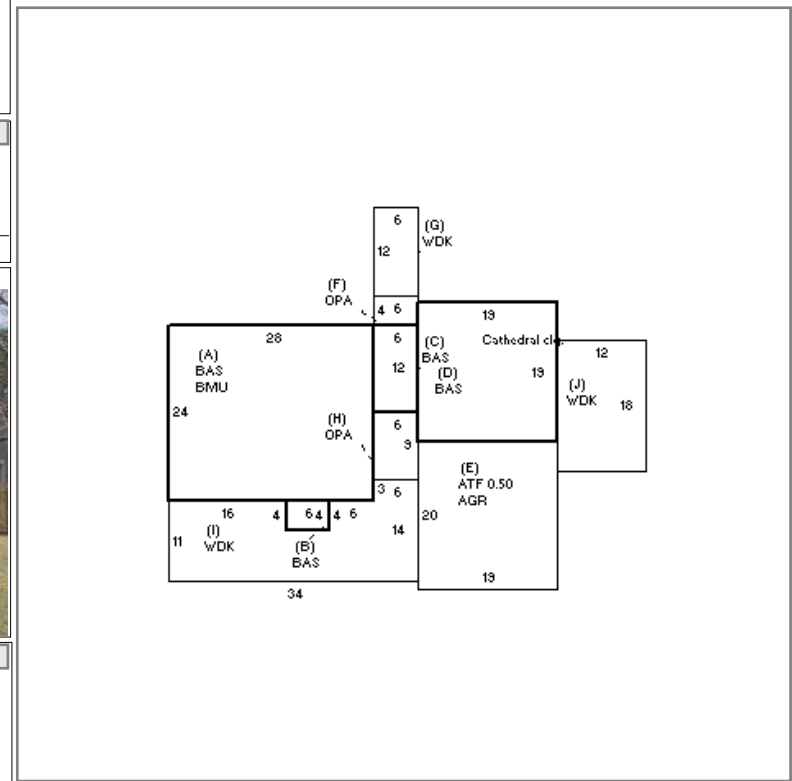 6
(G)
WDK
12
(F)
OPA
4 6
19
28
6
(C)
BAS
Cathedral cl
12
(A)
BAS
BMU
12
(D)
BAS
19
(J)
WDK
18
24
(H)
OPA
6
9
(E)
ATF 0.50
AGR
3 6
16
4
6 4
4 6
14
20
11
(I)
WDK
(B)
BAS
19
34